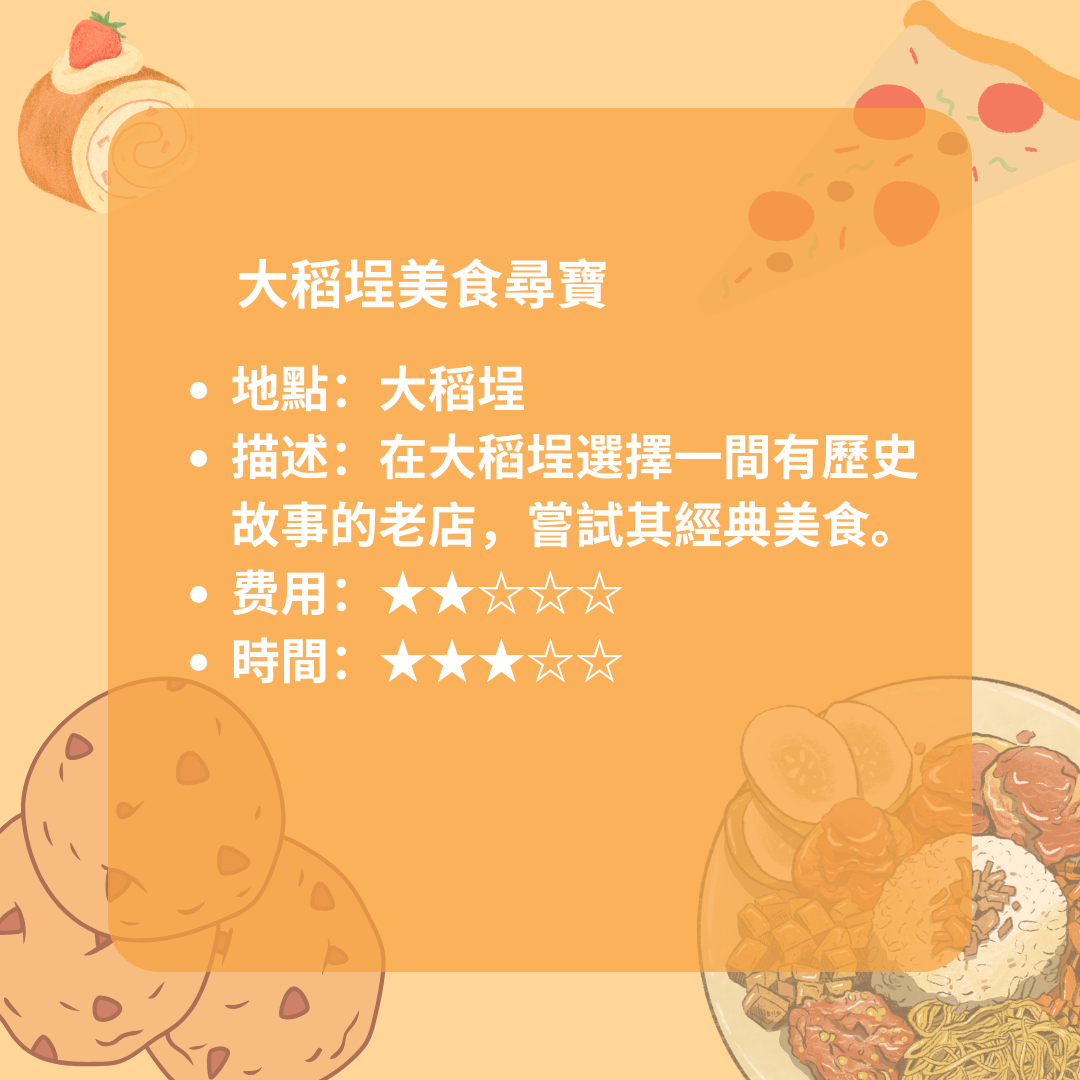 大稻埕美食尋寶
• 地點：大稻埕
• 描述：在大稻埕選擇一間有歷史
故事的老店，嘗試其經典美食。
• 费用：★★☆☆☆
• 時間：★★★☆☆